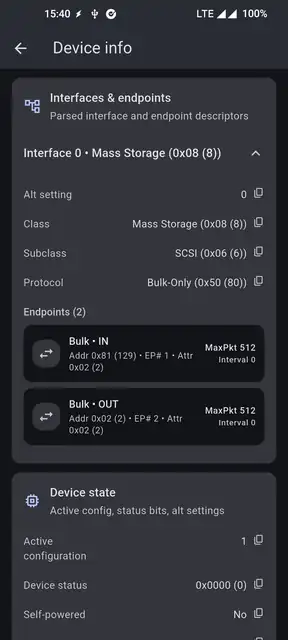 15:40 LTE 100%
Device info
Interfaces & endpoints
Parsed interface and endpoint descriptors
Interface 0 • Mass Storage (0x08 (8))
Alt setting 0
Class Mass Storage (0x08 (8))
Subclass SCSI (0x06 (6))
Protocol Bulk-Only (0x50 (80))
Endpoints (2)
Bulk • IN
Addr 0x81 (129) • EP# 1 • Attr
0x02 (2)
MaxPkt 512
Interval 0
Bulk • OUT
Addr 0x02 (2) • EP# 2 • Attr
0x02 (2)
MaxPkt 512
Interval 0
Device state
Active config, status bits, alt settings
Active
configuration
1
Device status 0x0000 (0)
Self-powered No